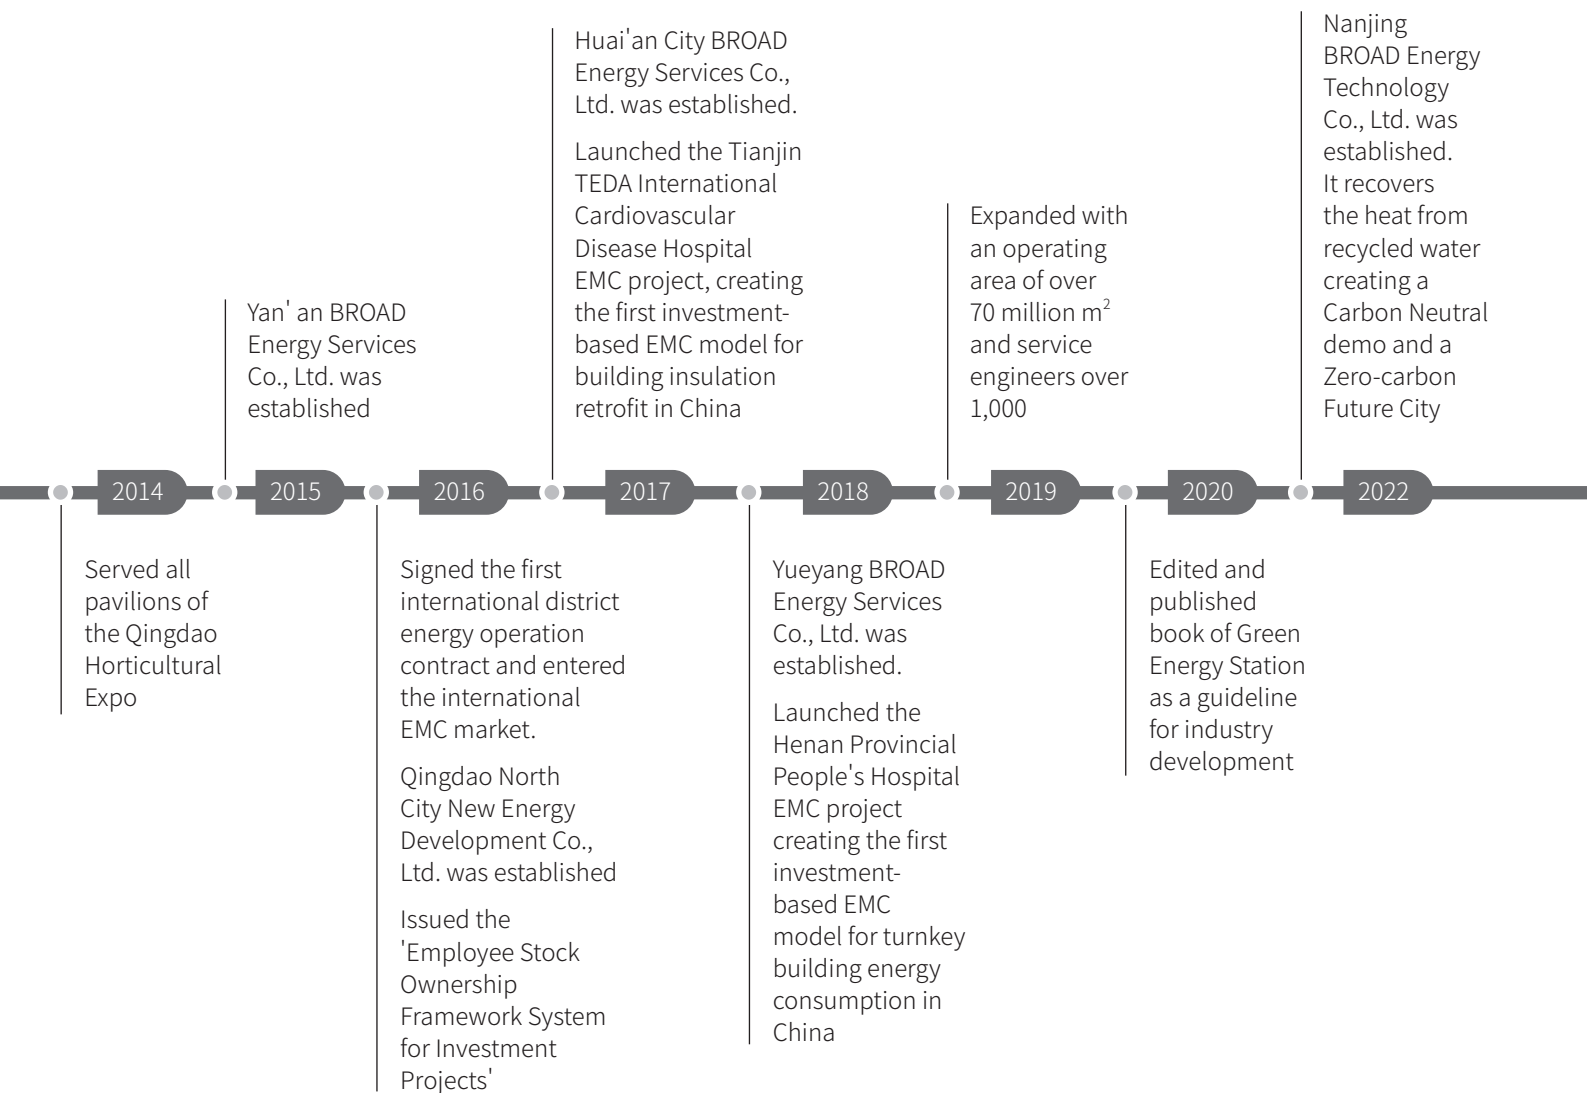 2014
Served all
pavilions of
the Qingdao
Horticultural
Expo
2015
Yan' an BROAD
Energy Services
Co., Ltd. was
established
2016
Signed the first
international district
energy operation
contract and entered
the international
EMC market.
Qingdao North
City New Energy
Development Co.,
Ltd. was established
Issued the
'Employee Stock
Ownership
Framework System
for Investment
Projects'
2017
Huai'an City BROAD
Energy Services Co.,
Ltd. was established.
Launched the Tianjin
TEDA International
Cardiovascular
Disease Hospital
EMC project, creating
the first investment-
based EMC model for
building insulation
retrofit in China
2018
Yueyang BROAD
Energy Services
Co., Ltd. was
established.
Launched the
Henan Provincial
People's Hospital
EMC project
creating the first
investment-
based EMC
model for turnkey
building energy
consumption in
China
2019
Expanded with
an operating
area of over
70 million m²
and service
engineers over
1,000
2020
Edited and
published
book of Green
Energy Station
as a guideline
for industry
development
2022
Nanjing
BROAD Energy
Technology
Co., Ltd. was
established.
It recovers
the heat from
recycled water
creating a
Carbon Neutral
demo and a
Zero-carbon
Future City